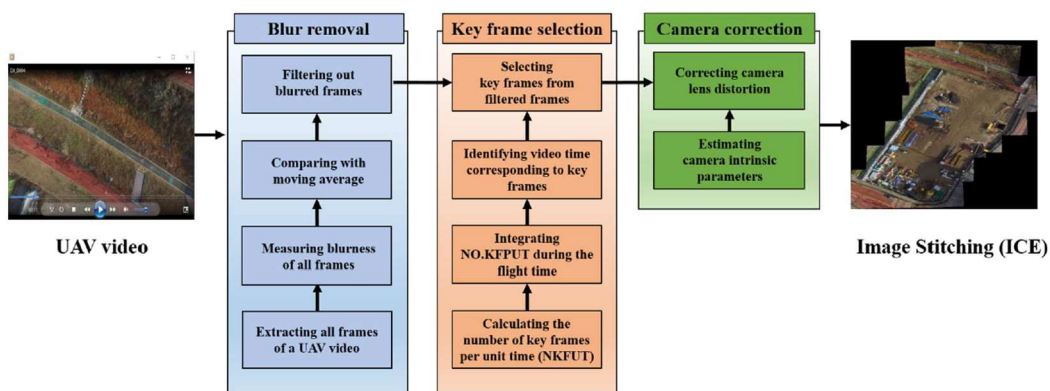 Blur removal
Filtering out
blurred frames
Comparing with
moving average
Measuring blurness
of all frames
Extracting all frames
of a UAV video
Key frame selection
Selecting
key frames from
filtered frames
Identifying video time
corresponding to key
frames
Integrating
NO.KFPUT during the
flight time
Calculating the
number of key frames
per unit time (NKFUT)
Camera correction
Correcting camera
lens distortion
Estimating
camera intrinsic
parameters
UAV video
Image Stitching (ICE)